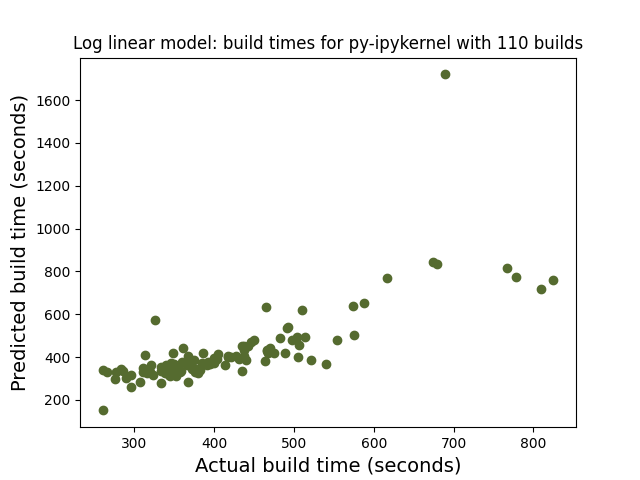 Log linear model: build times for py-ipykernel with 110 builds
Predicted build time (seconds)
1600
1400
1200
1000
800
600
400
200
300 400 500 600 700 800
Actual build time (seconds)